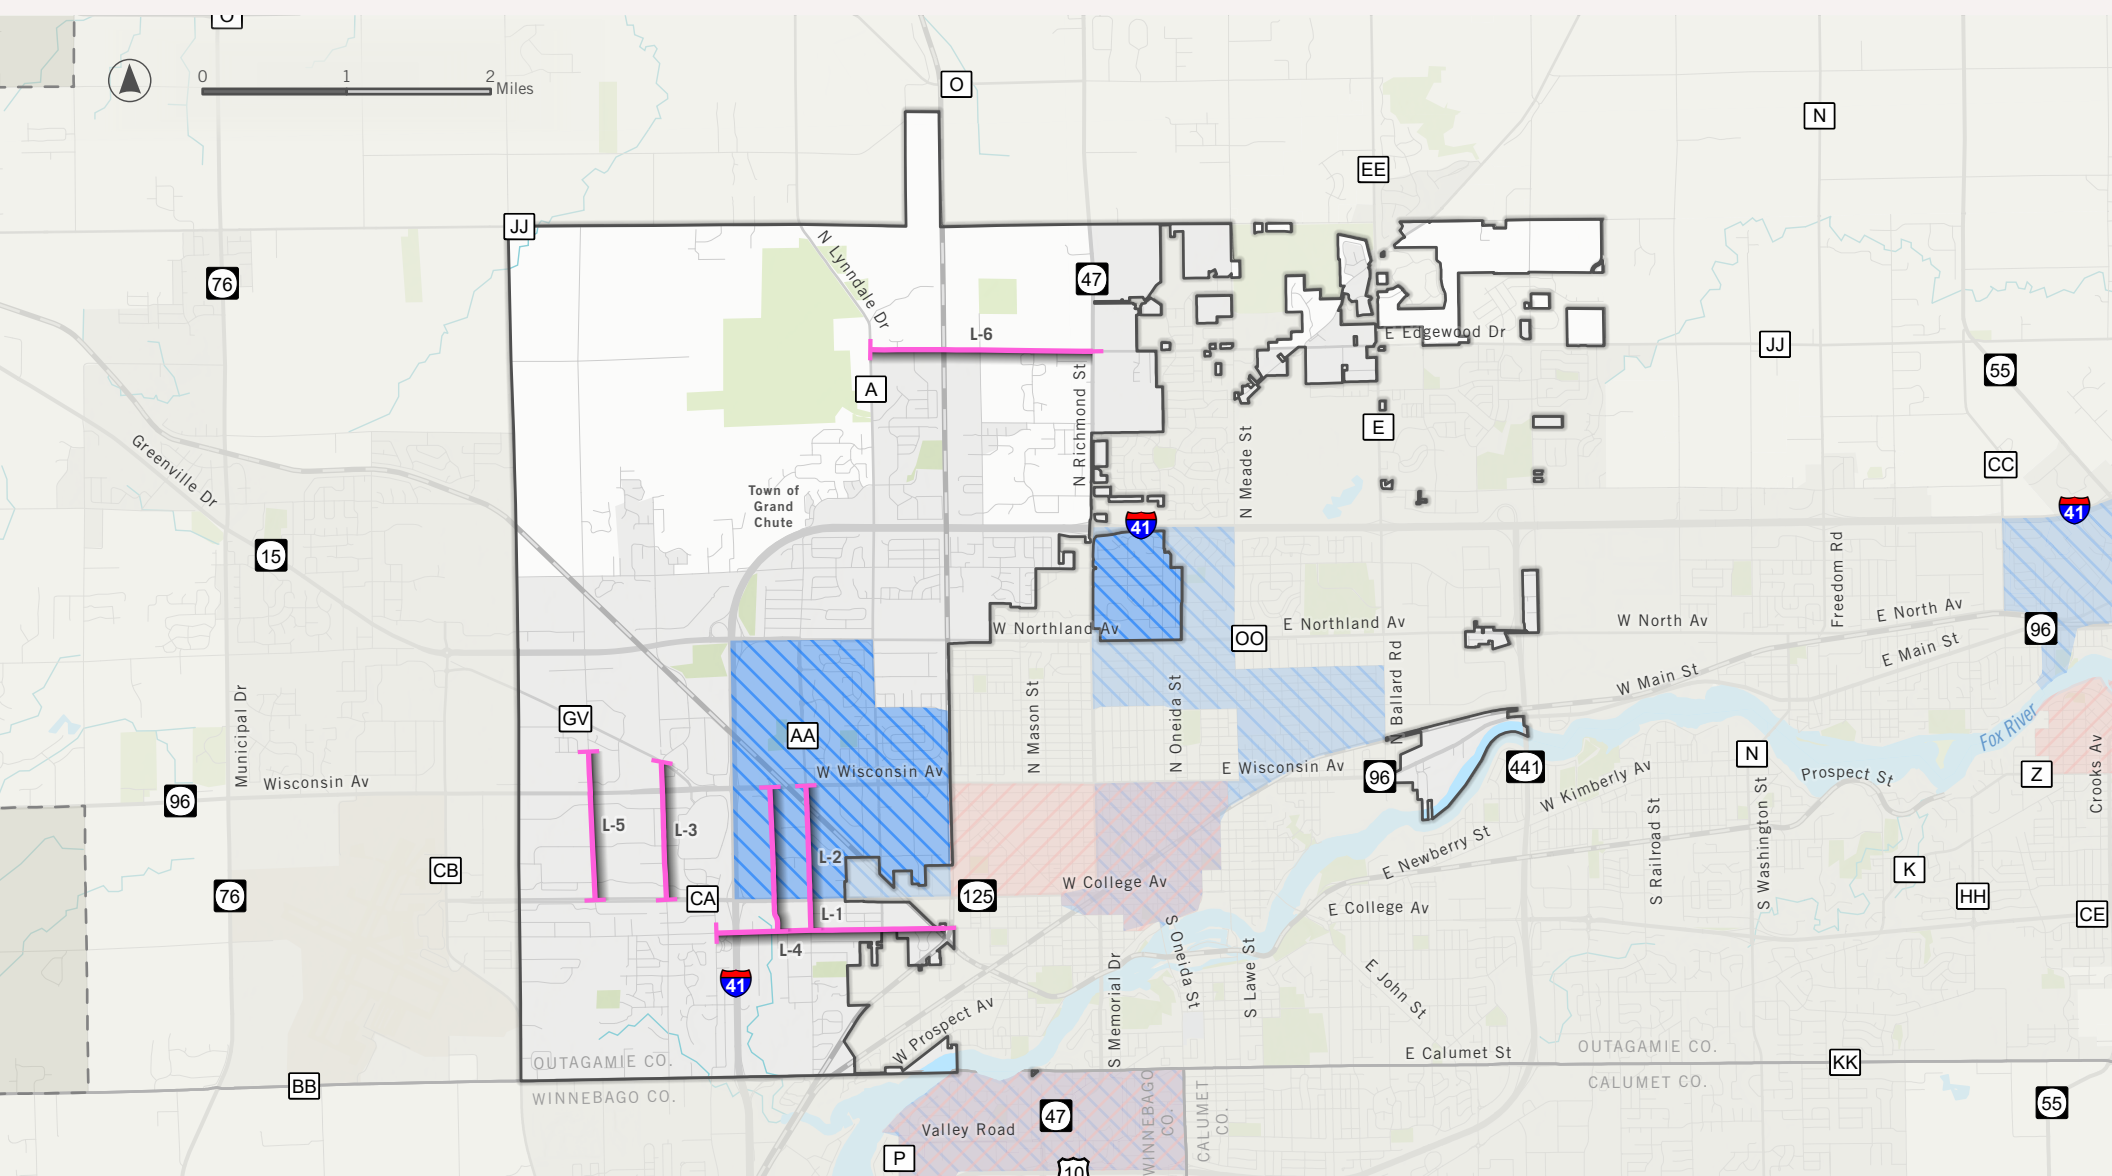 O
0 1 2
Miles
O
N
EE
JJ
N Lynndale Dr
76
47
L-6
E Edgewood Dr
JJ
55
A
N Richmond St
E
N Meade St
Greenville Dr
CC
Town of
Grand
Chute
41
41
15
Freedom Rd
E North Av
W Northland Av
OO
E Northland Av
W North Av
96
E Main St
W Main St
Municipal Dr
N Mason St
N Oneida St
N Ballard Rd
GV
AA
Fox River
Wisconsin Av
W Wisconsin Av
E Wisconsin Av
96
441
N
Prospect St
Z
Crooks Av
96
W Kimberly Av
L-5
L-3
L-2
E Newberry St
S Railroad St
S Washington St
CB
K
W College Av
76
CA
125
HH
L-1
E College Av
CE
L-4
S Oneida St
S Lawe St
E John St
41
S Memorial Dr
W Prospect Av
OUTAGAMIE CO.
E Calumet St
OUTAGAMIE CO.
KK
BB
WINNEBAGO CO.
CALUMET CO.
WINNEBAGO
CO.
CALUMET
CO.
47
55
Valley Road
P
10